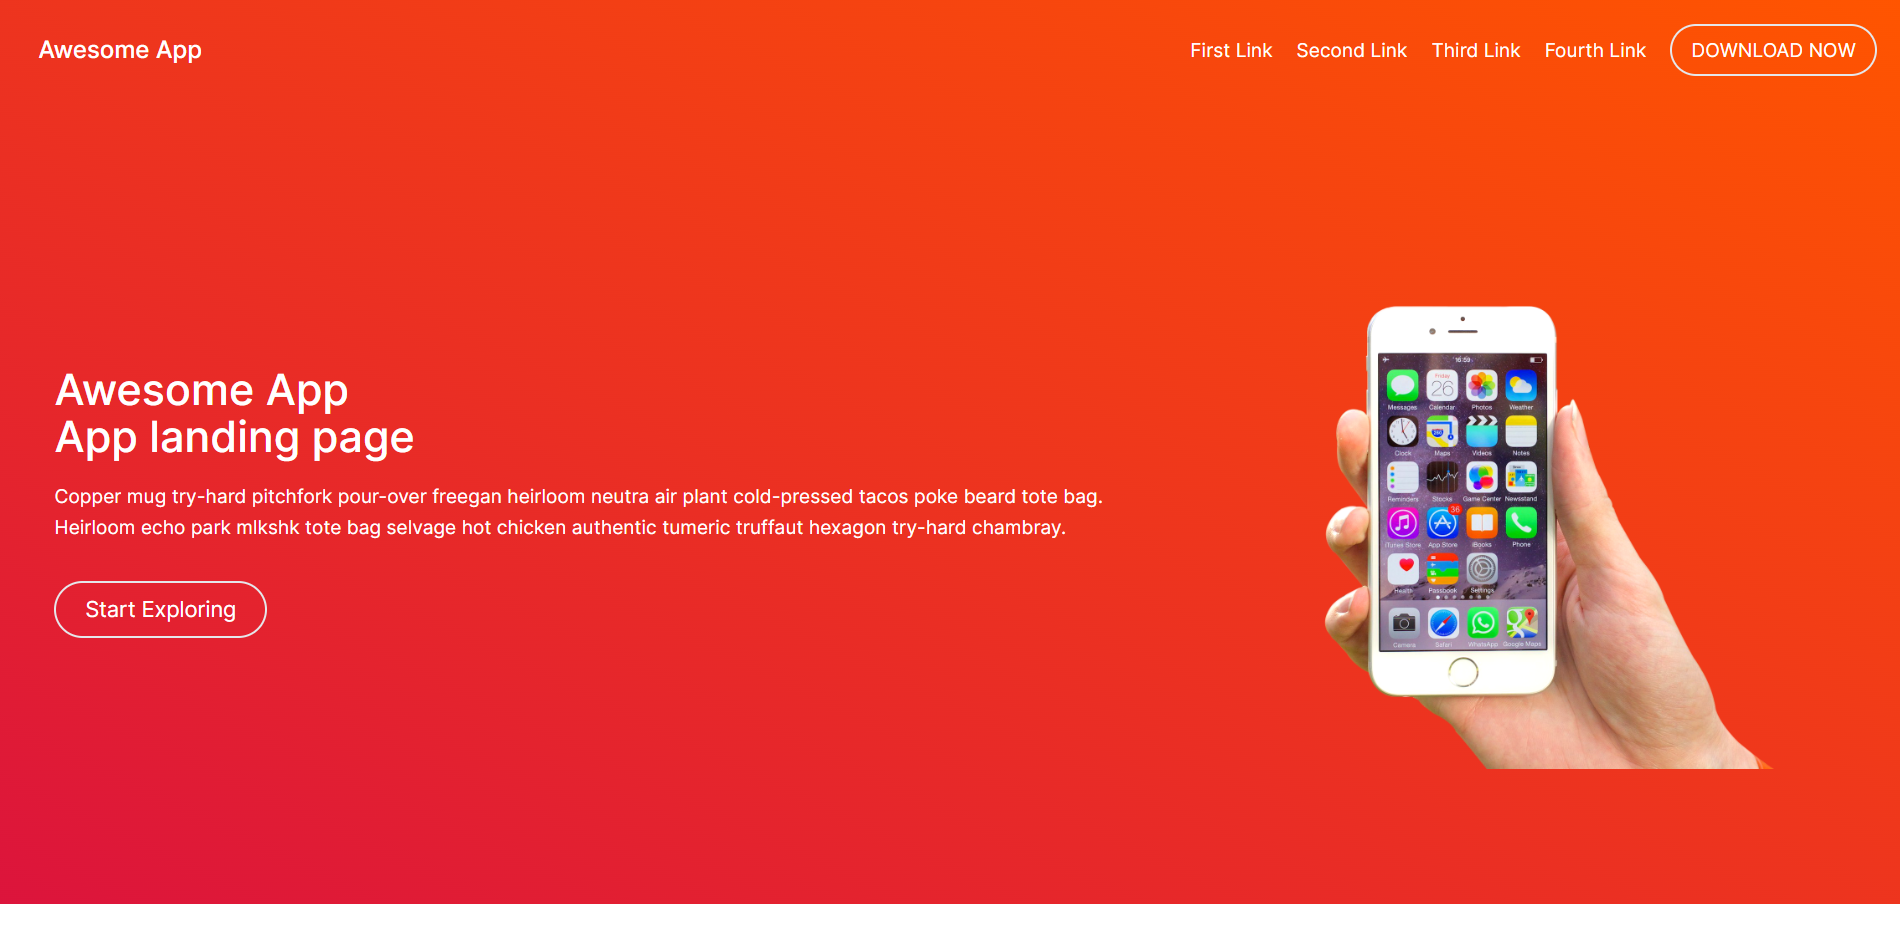 Awesome App
First Link Second Link Third Link Fourth Link DOWNLOAD NOW
Awesome App
App landing page
Copper mug try-hard pitchfork pour-over freegan heirloom neutra air plant cold-pressed tacos poke beard tote bag.
Heirloom echo park mlkshk tote bag selvage hot chicken authentic tumeric truffaut hexagon try-hard chambray.
Start Exploring
16:59
Friday
26
Messages Calendar Photos Weather
280
Clock Maps Videos Notes
Reminders Stocks Game Center Newsstand
36
iTunes Store App Store iBooks Phone
Health Passbook Settings
Camera Safari WhatsApp Google Maps